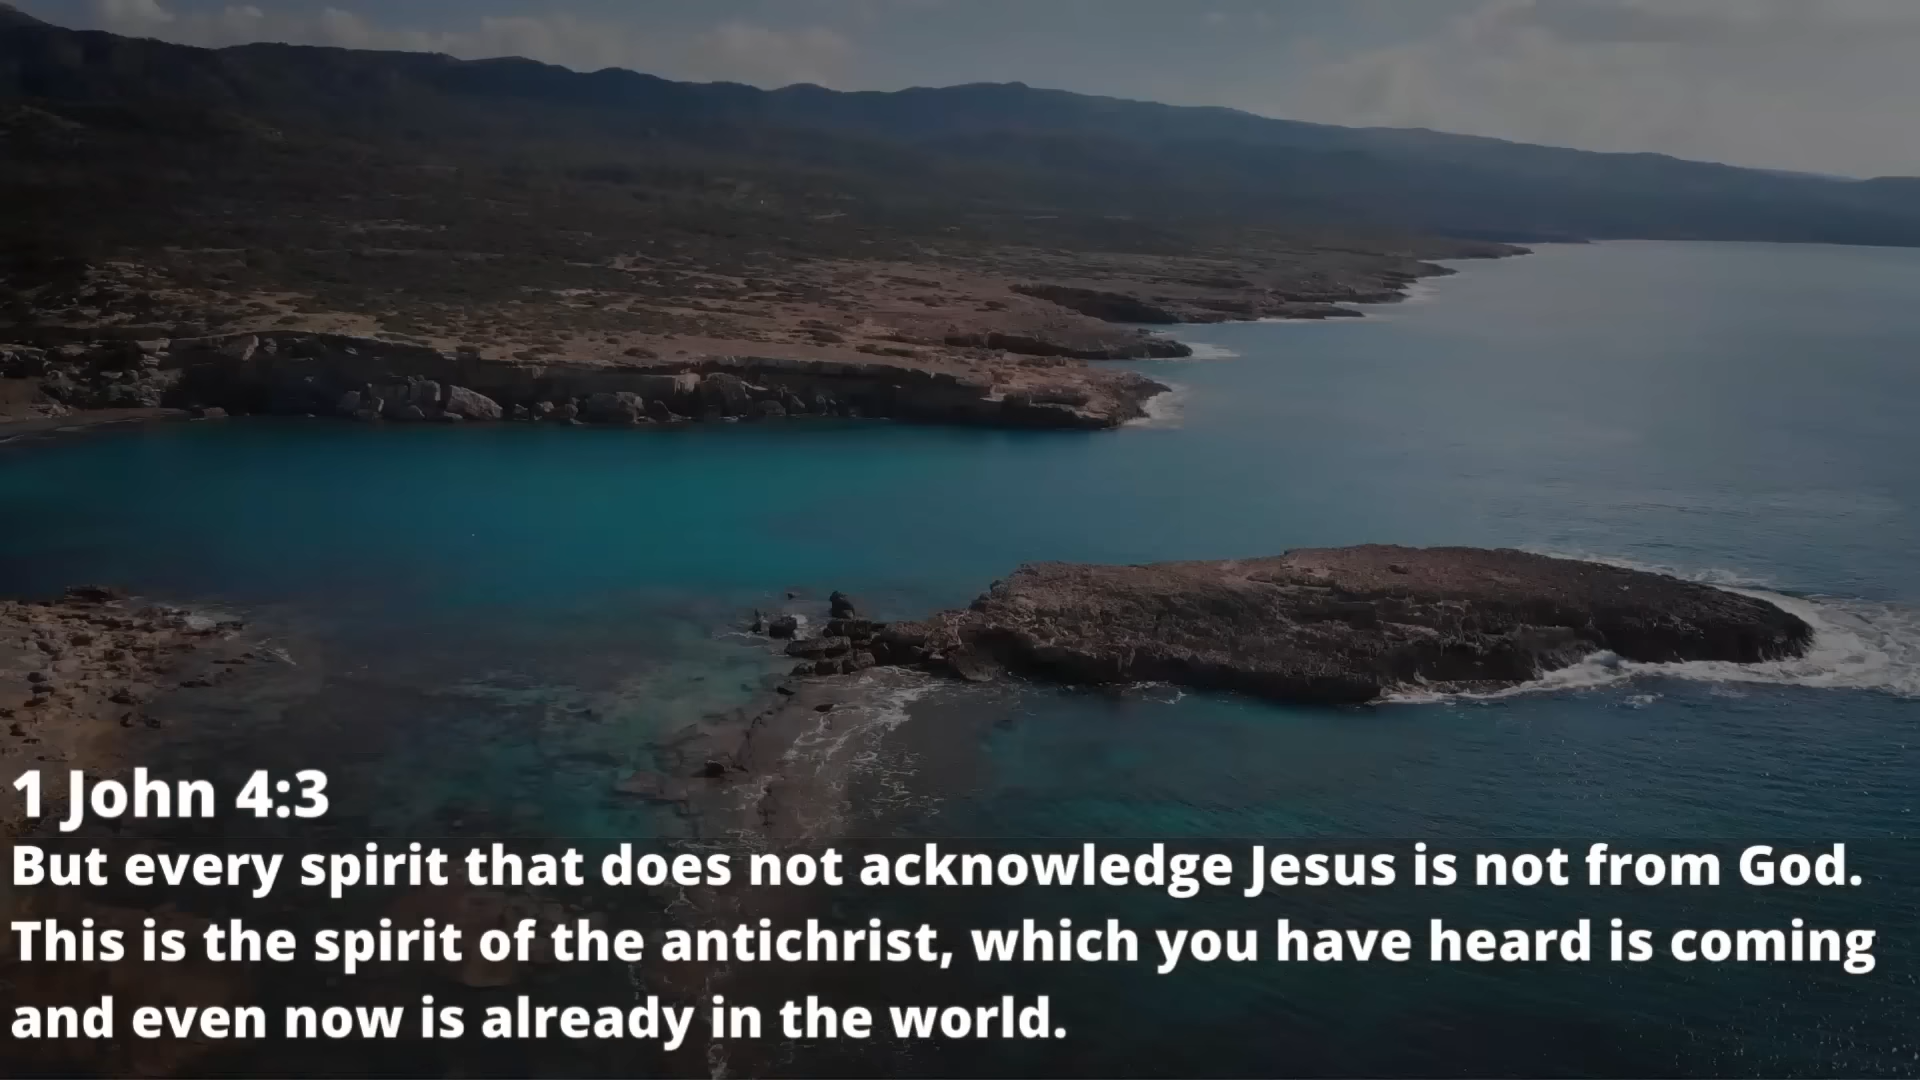 1 John 4:3
But every spirit that does not acknowledge Jesus is not from God.
This is the spirit of the antichrist, which you have heard is coming
and even now is already in the world.